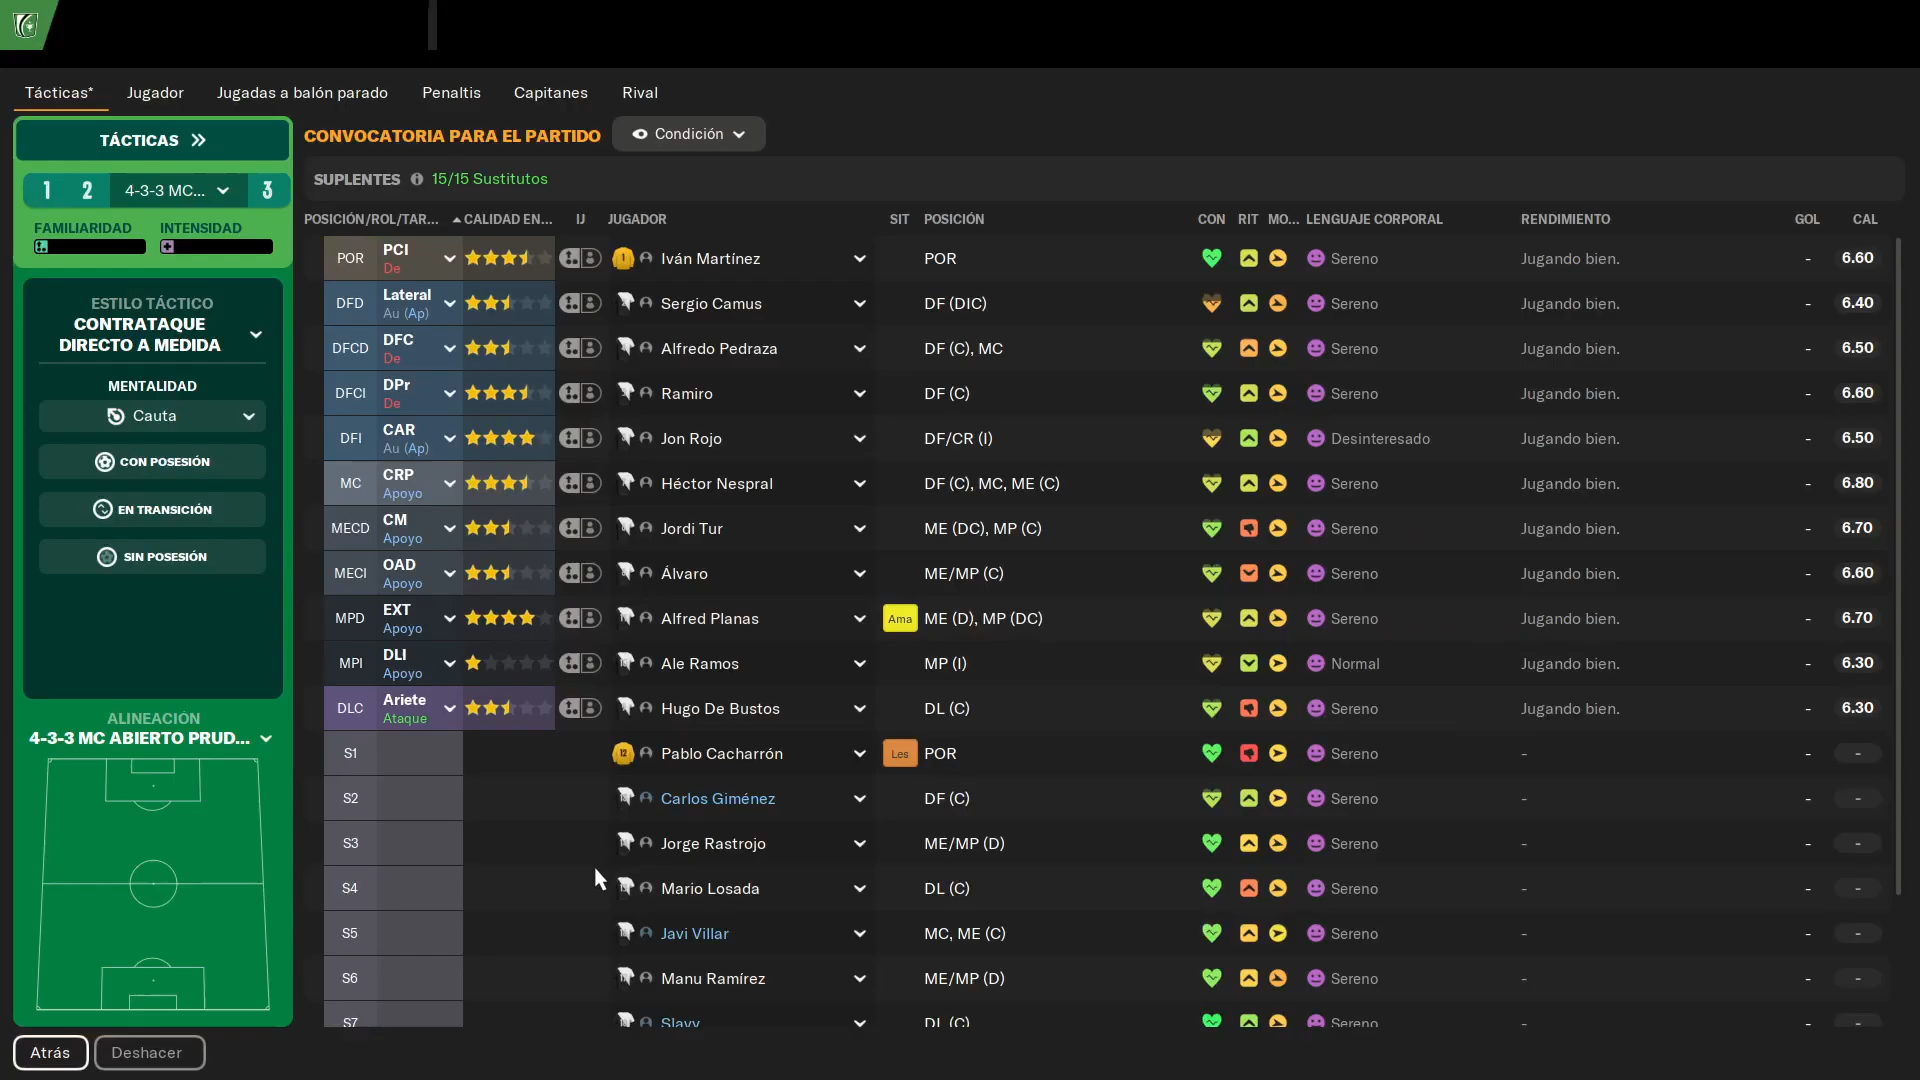 Tácticas* Jugador Jugadas a balón parado Penaltis Capitanes Rival
TÁCTICAS
1 2 4-3-3 MC... 3
FAMILIARIDAD INTENSIDAD
ESTILO TÁCTICO
CONTRATAQUE
DIRECTO A MEDIDA
MENTALIDAD
Cauta
CON POSESIÓN
EN TRANSICIÓN
SIN POSESIÓN
ALINEACIÓN
4-3-3 MC ABIERTO PRUD...
CONVOCATORIA PARA EL PARTIDO Condición
SUPLENTES 15/15 Sustitutos
POSICIÓN/ROL/TAR... CALIDAD EN... IJ JUGADOR SIT POSICIÓN CON RIT MO... LENGUAJE CORPORAL RENDIMIENTO GOL CAL
POR PCI De 1 Iván Martínez POR Sereno Jugando bien. - 6.60
DFD Lateral Au (Ap) Sergio Camus DF (DIC) Sereno Jugando bien. - 6.40
DFCD DFC De Alfredo Pedraza DF (C), MC Sereno Jugando bien. - 6.50
DFCI DPr De Ramiro DF (C) Sereno Jugando bien. - 6.60
DFI CAR Au (Ap) Jon Rojo DF/CR (I) Desinteresado Jugando bien. - 6.50
MC CRP Apoyo Héctor Nespral DF (C), MC, ME (C) Sereno Jugando bien. - 6.80
MECD CM Apoyo Jordi Tur ME (DC), MP (C) Sereno Jugando bien. - 6.70
MECI OAD Apoyo Álvaro ME/MP (C) Sereno Jugando bien. - 6.60
MPD EXT Apoyo Alfred Planas Ama ME (D), MP (DC) Sereno Jugando bien. - 6.70
MPI DLI Apoyo Ale Ramos MP (I) Normal Jugando bien. - 6.30
DLC Ariete Ataque Hugo De Bustos DL (C) Sereno Jugando bien. - 6.30
S1 12 Pablo Cacharrón Les POR Sereno - - -
S2 Carlos Giménez DF (C) Sereno - - -
S3 Jorge Rastrojo ME/MP (D) Sereno - - -
S4 Mario Losada DL (C) Sereno - - -
S5 Javi Villar MC, ME (C) Sereno - - -
S6 Manu Ramírez ME/MP (D) Sereno - - -
S7 Slavy DL (C) Sereno - - -
Atrás Deshacer